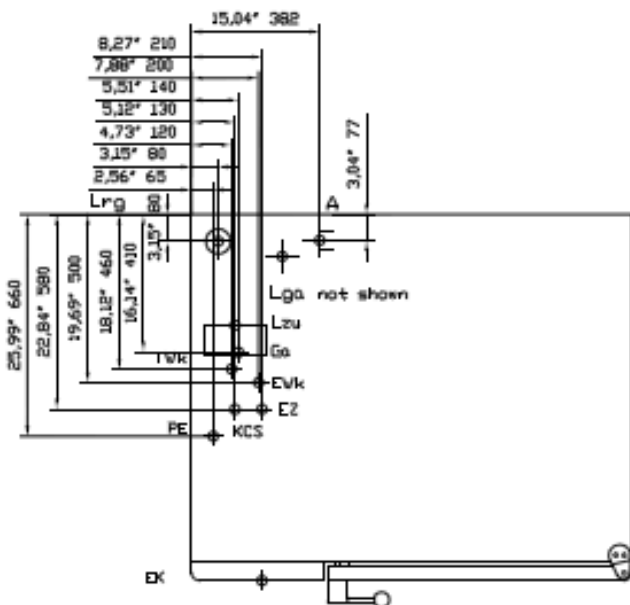 15,04" 382
8,27" 210
7,88" 200
5,51" 140
5,12" 130
4,73" 120
3,15" 80
2,56" 65
3,04" 77
Lrg
80
3,15"
A
25,99" 660
22,84" 580
19,69" 500
18,12" 460
16,14" 410
Lga not shown
Lzu
Ga
TWk
EWk
EZ
PE
KCS
EK